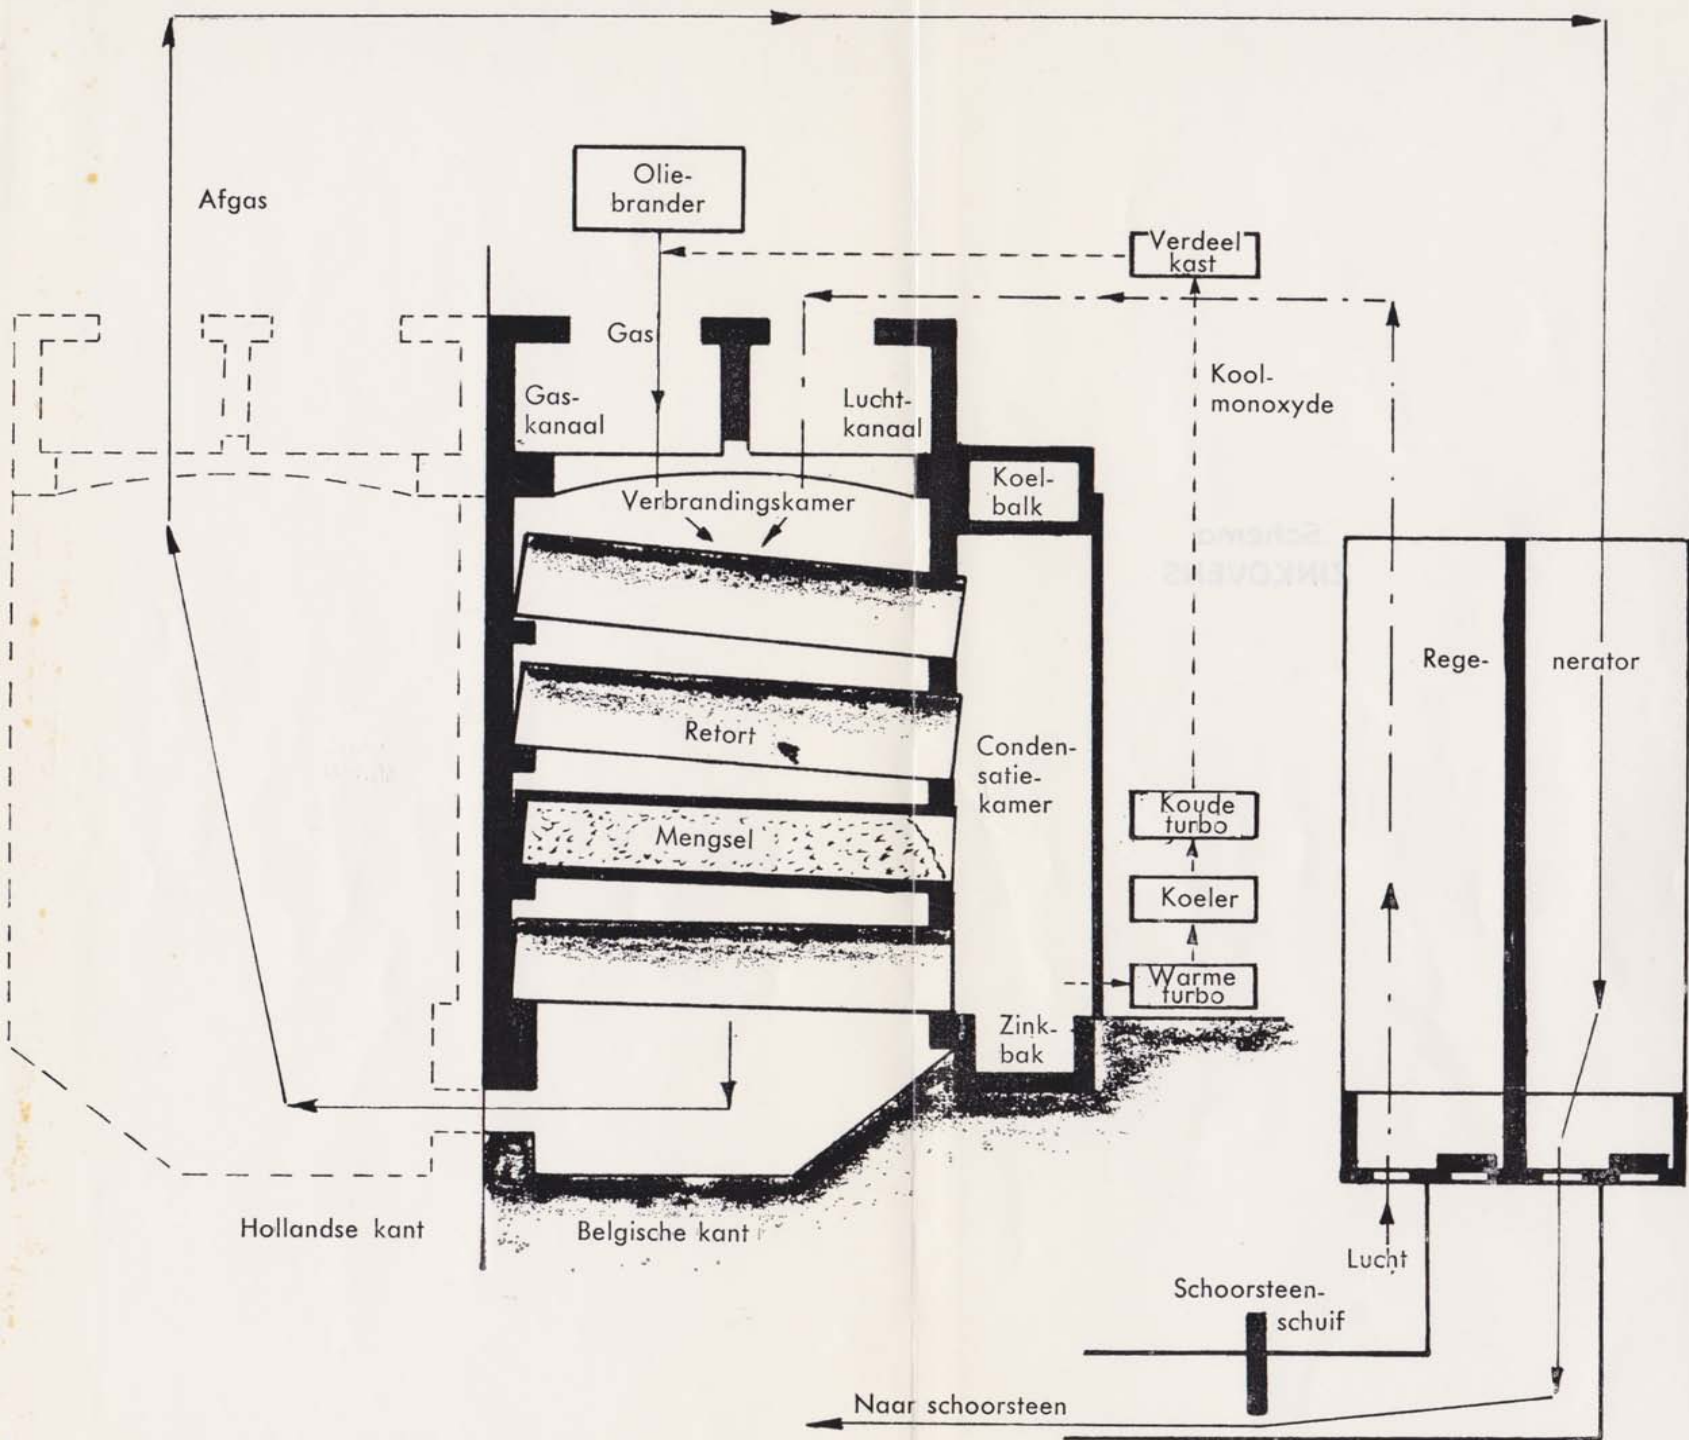 Afgas
Olie-
brander
Verdeel
kast
Gas
Kool-
monoxyde
Gas-
kanaal
Lucht-
kanaal
Koel-
balk
Verbrandingskamer
Schema
ZINKOVENS
Rege-
nerator
Retort
Conden-
satie-
kamer
Koude
turbo
Mengsel
Koeler
Warme
turbo
Zink-
bak
Hollandse kant
Belgische kant
Lucht
Schoorsteen-
schuif
Naar schoorsteen